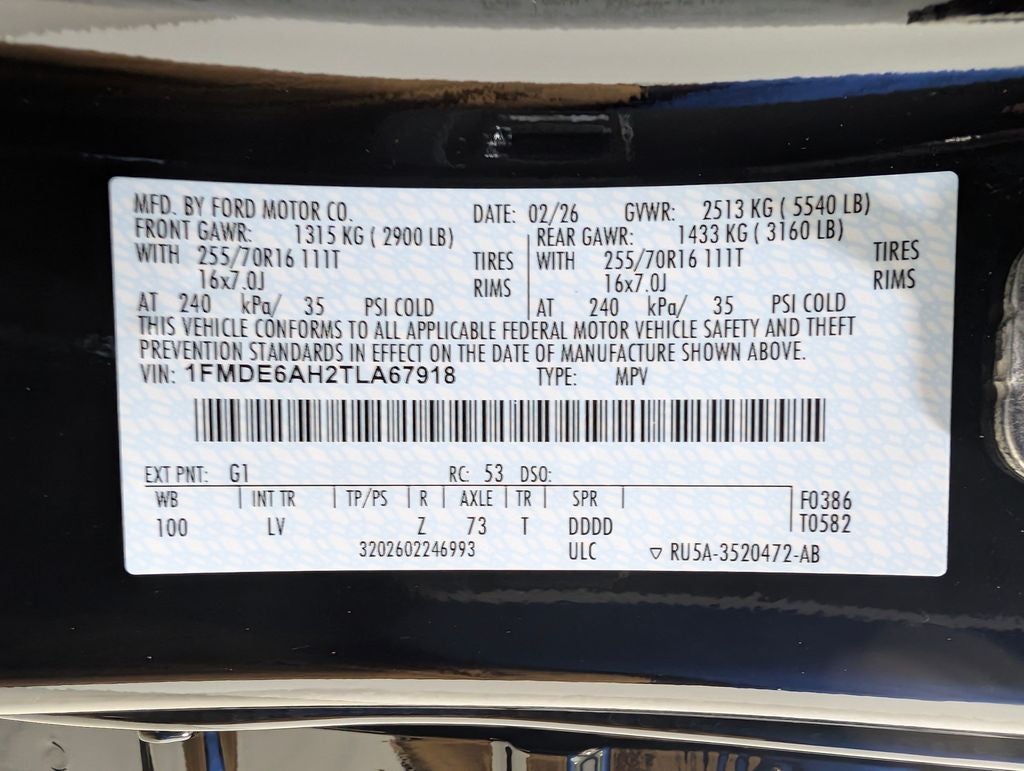 MFD. BY FORD MOTOR CO. DATE: 02/26 GVWR: 2513 KG ( 5540 LB)
FRONT GAWR: 1315 KG ( 2900 LB) REAR GAWR: 1433 KG ( 3160 LB)
WITH 255/70R16 111T TIRES WITH 255/70R16 111T TIRES
16x7.0J RIMS 16x7.0J RIMS
AT 240 kPa/ 35 PSI COLD AT 240 kPa/ 35 PSI COLD
THIS VEHICLE CONFORMS TO ALL APPLICABLE FEDERAL MOTOR VEHICLE SAFETY AND THEFT
PREVENTION STANDARDS IN EFFECT ON THE DATE OF MANUFACTURE SHOWN ABOVE.
VIN: 1FMDE6AH2TLA67918 TYPE: MPV
EXT PNT: G1 RC: 53 DSO:
WB INT TR TP/PS R AXLE TR SPR F0386
100 LV Z 73 T DDDD T0582
3202602246993 ULC ▽ RU5A-3520472-AB